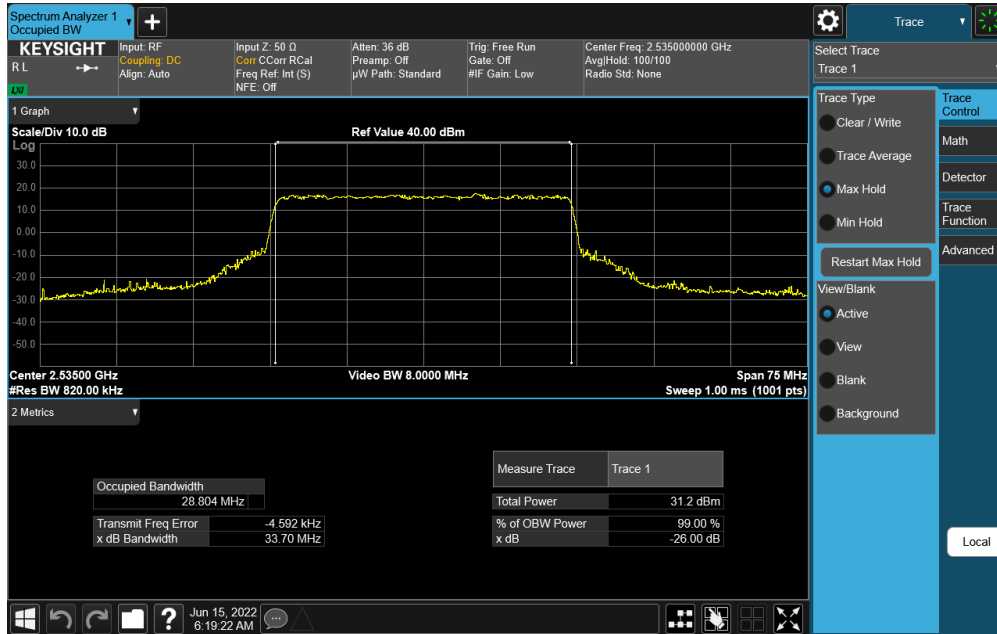 Spectrum Analyzer 1
Occupied BW
KEYSIGHT
R L
LXI
Input: RF
Coupling: DC
Align: Auto
Input Z: 50 Ω
Corr CCorr RCal
Freq Ref: Int (S)
NFE: Off
Atten: 36 dB
Preamp: Off
µW Path: Standard
Trig: Free Run
Gate: Off
#IF Gain: Low
Center Freq: 2.535000000 GHz
Avg|Hold: 100/100
Radio Std: None
1 Graph
Scale/Div 10.0 dB
Ref Value 40.00 dBm
Log
30.0
20.0
10.0
0.00
-10.0
-20.0
-30.0
-40.0
-50.0
Center 2.53500 GHz
Video BW 8.0000 MHz
Span 75 MHz
#Res BW 820.00 kHz
Sweep 1.00 ms (1001 pts)
2 Metrics
Measure Trace Trace 1
Occupied Bandwidth
28.804 MHz
Total Power 31.2 dBm
Transmit Freq Error -4.592 kHz
% of OBW Power 99.00 %
x dB Bandwidth 33.70 MHz
x dB -26.00 dB
?
Jun 15, 2022
6:19:22 AM
Trace
Select Trace
Trace 1
Trace Type
Clear / Write
Trace Average
Max Hold
Min Hold
Restart Max Hold
View/Blank
Active
View
Blank
Background
Trace
Control
Math
Detector
Trace
Function
Advanced
Local